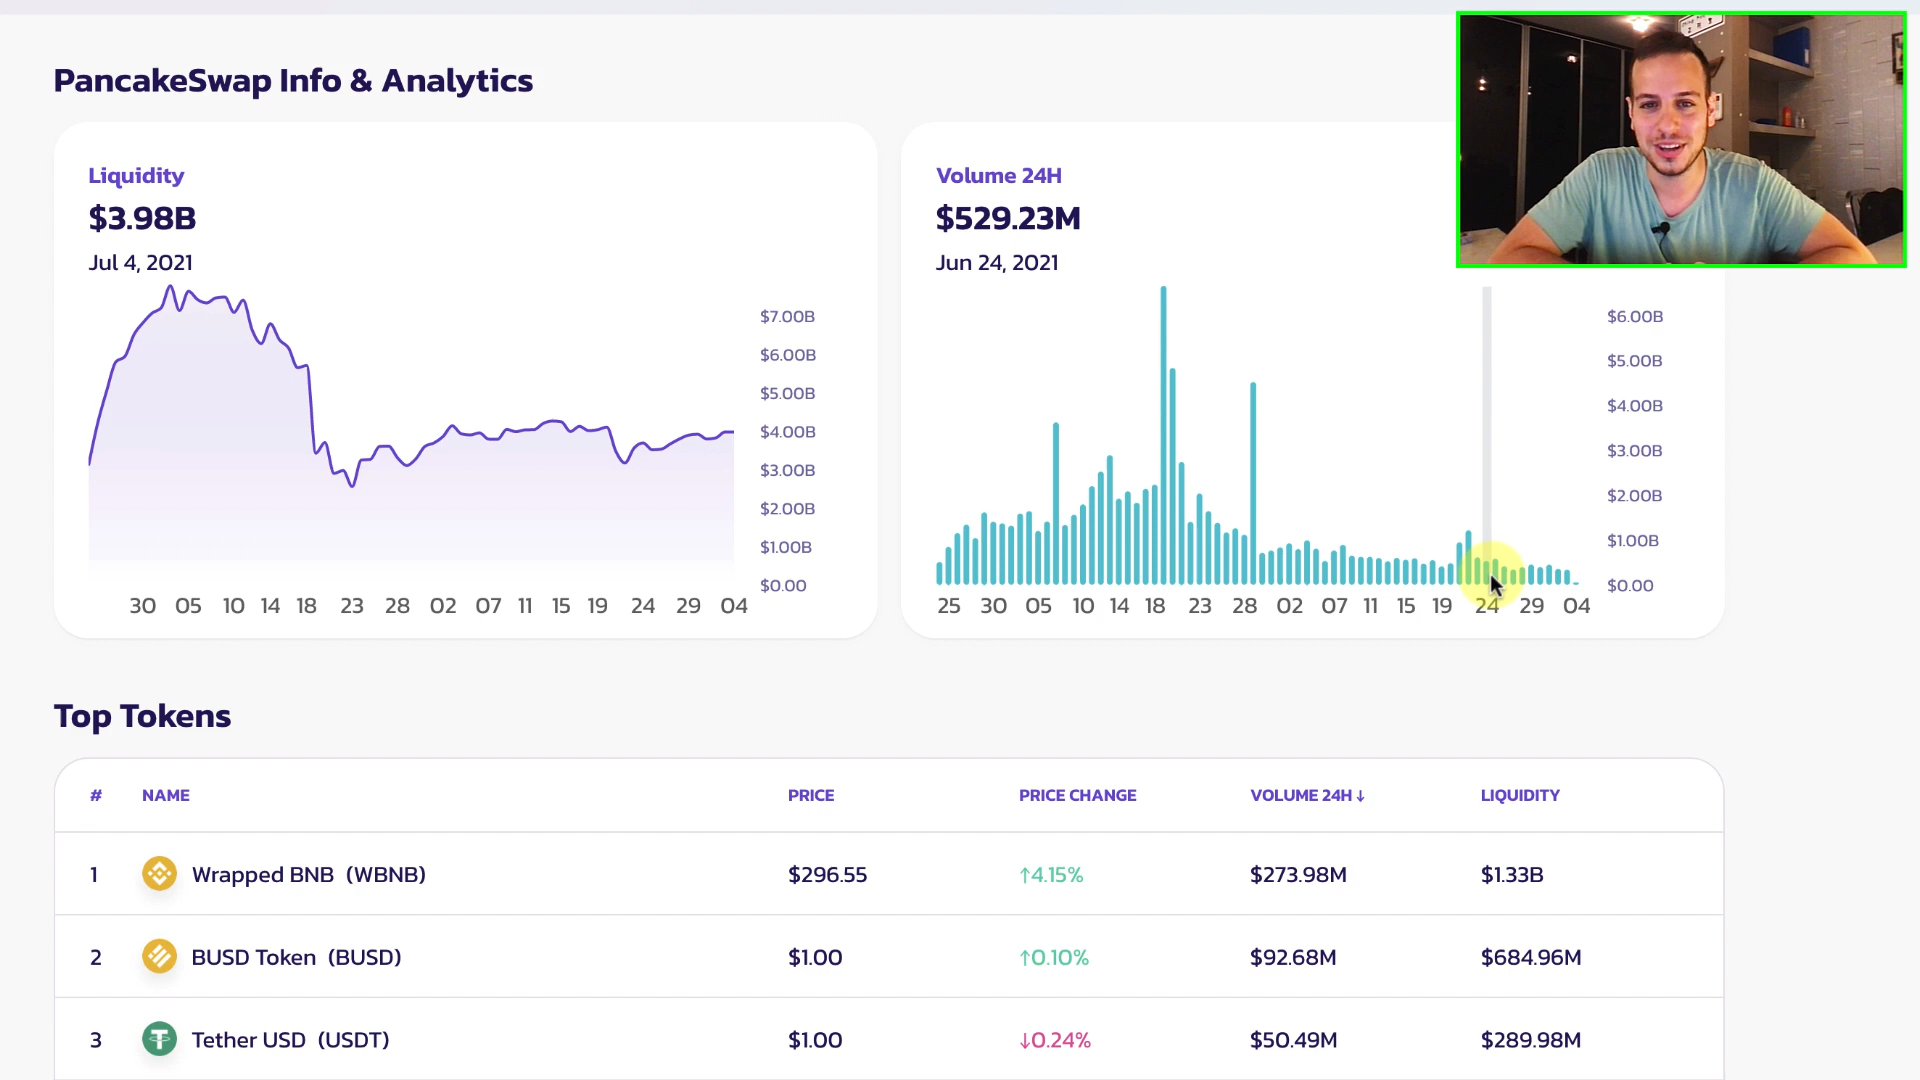 PancakeSwap Info & Analytics
Liquidity
$3.98B
Jul 4, 2021
$7.00B
$6.00B
$5.00B
$4.00B
$3.00B
$2.00B
$1.00B
$0.00
30 05 10 14 18 23 28 02 07 11 15 19 24 29 04
Volume 24H
$529.23M
Jun 24, 2021
$6.00B
$5.00B
$4.00B
$3.00B
$2.00B
$1.00B
$0.00
25 30 05 10 14 18 23 28 02 07 11 15 19 24 29 04
Top Tokens
# NAME PRICE PRICE CHANGE VOLUME 24H ↓ LIQUIDITY
1 Wrapped BNB (WBNB) $296.55 ↑4.15% $273.98M $1.33B
2 BUSD Token (BUSD) $1.00 ↑0.10% $92.68M $684.96M
3 Tether USD (USDT) $1.00 ↓0.24% $50.49M $289.98M